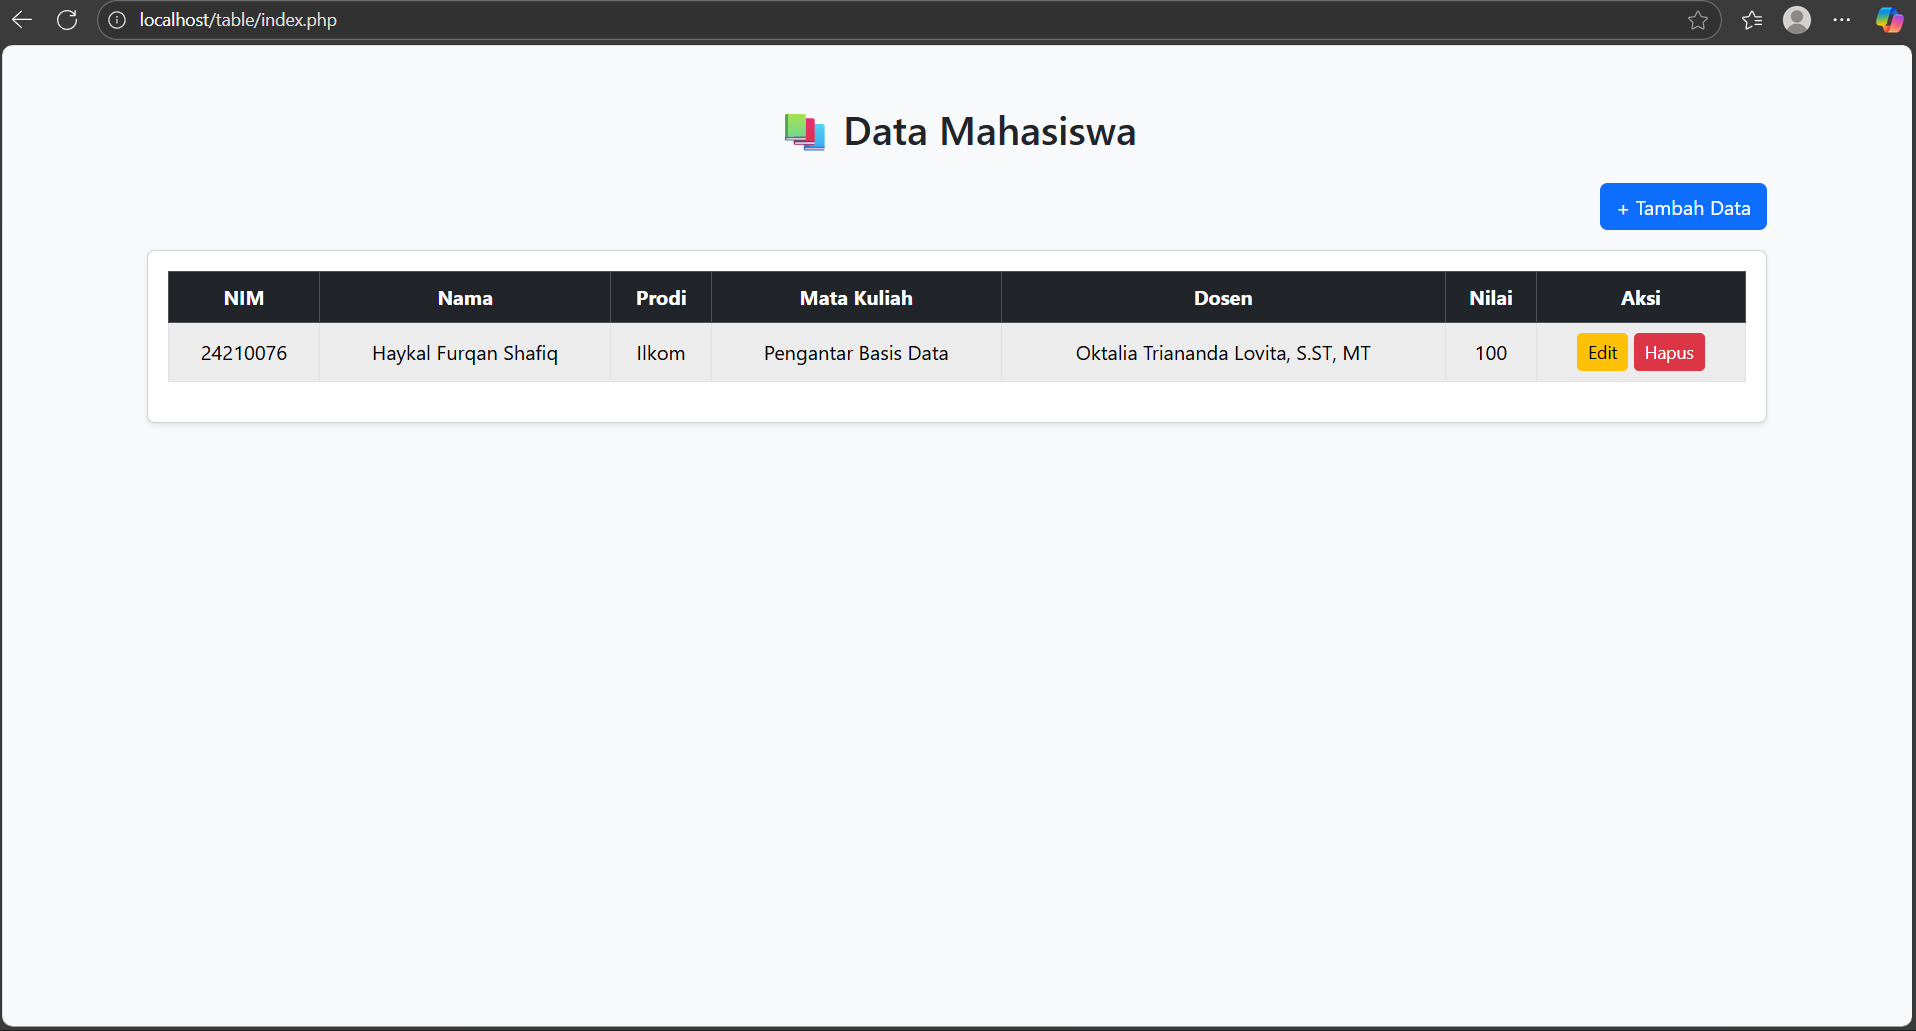 localhost/table/index.php
Data Mahasiswa
+ Tambah Data
NIM Nama Prodi Mata Kuliah Dosen Nilai Aksi
24210076 Haykal Furqan Shafiq Ilkom Pengantar Basis Data Oktalia Triananda Lovita, S.ST, MT 100 Edit Hapus